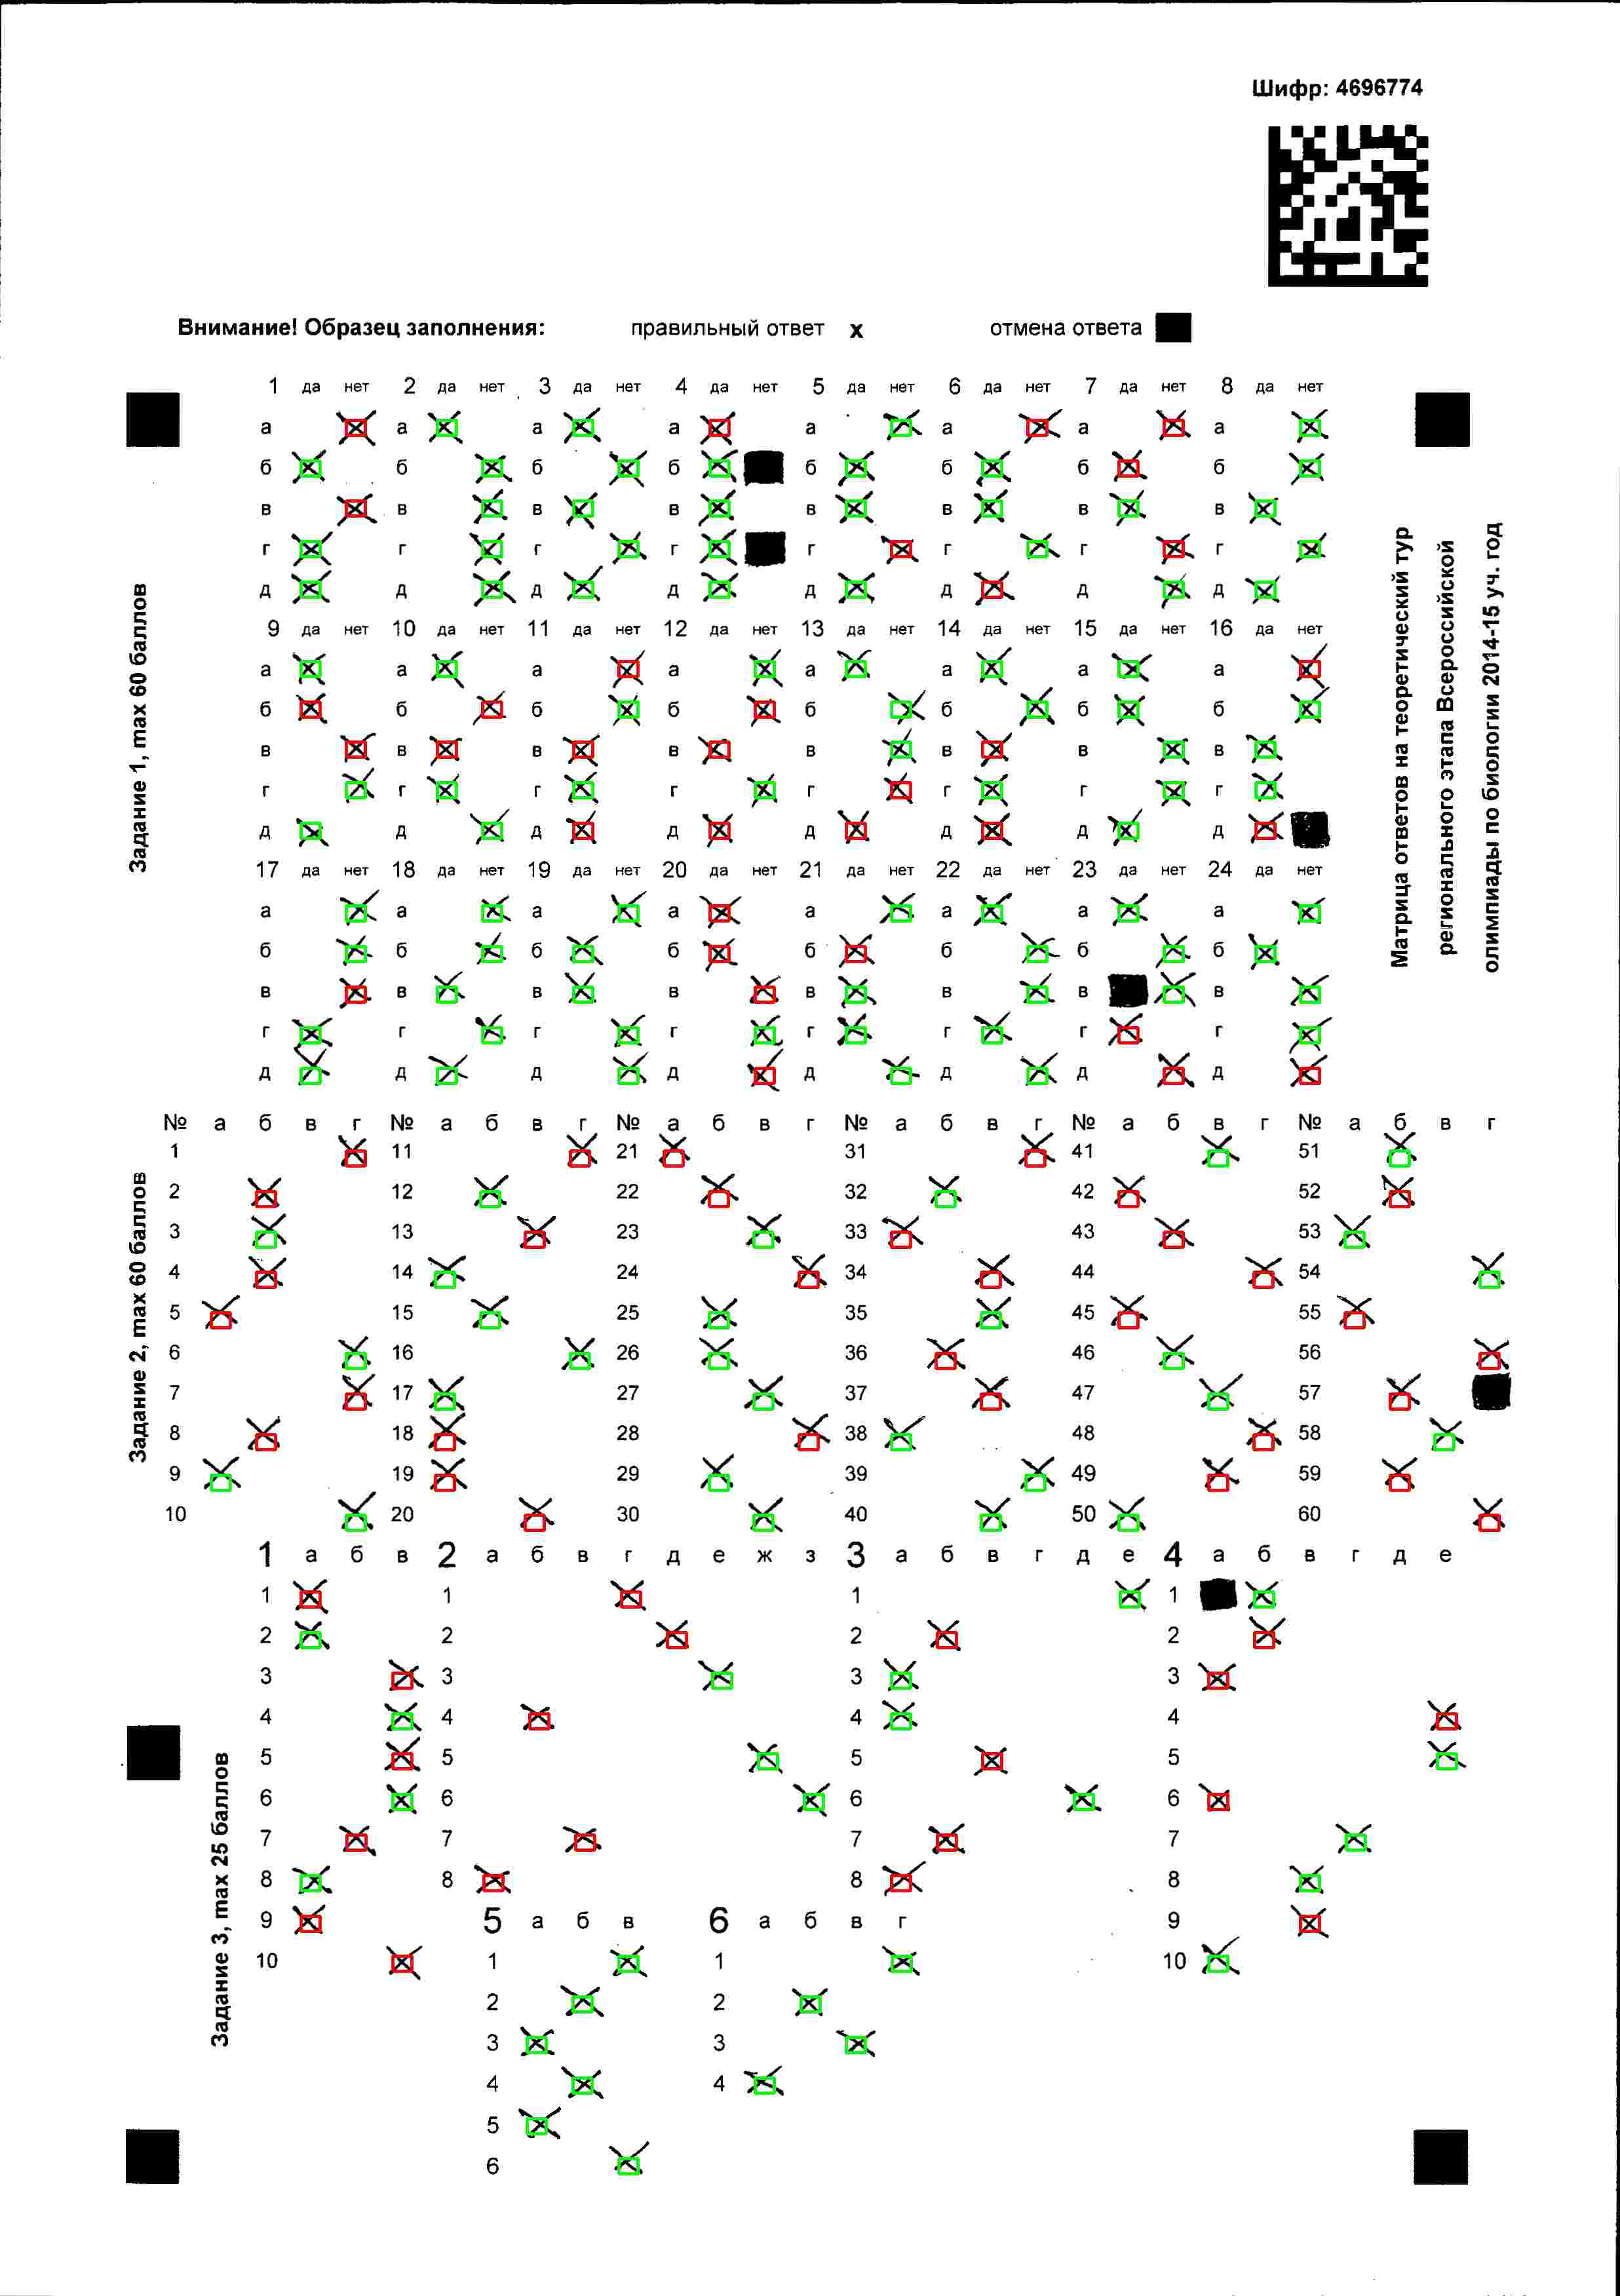 Шифр: 4696774
Внимание! Образец заполнения: правильный ответ х отмена ответа
1 да нет 2 да нет 3 да нет 4 да нет 5 да нет 6 да нет 7 да нет 8 да нет
а а а а а а а а
б б б б б б б б
в в в в в в в в
г г г г г г г г
д д д д д д д д
9 да нет 10 да нет 11 да нет 12 да нет 13 да нет 14 да нет 15 да нет 16 да нет
а а а а а а а а
б б б б б б б б
в в в в в в в в
г г г г г г г г
д д д д д д д д
17 да нет 18 да нет 19 да нет 20 да нет 21 да нет 22 да нет 23 да нет 24 да нет
а а а а а а а а
б б б б б б б б
в в в в в в в в
г г г г г г г г
д д д д д д д д
Задание 1, max 60 баллов
Матрица ответов на теоретический тур
регионального этапа Всероссийской
олимпиады по биологии 2014-15 уч. год
№ а б в г № а б в г № а б в г № а б в г № а б в г № а б в г
1 11 21 31 41 51
2 12 22 32 42 52
3 13 23 33 43 53
4 14 24 34 44 54
5 15 25 35 45 55
6 16 26 36 46 56
7 17 27 37 47 57
8 18 28 38 48 58
9 19 29 39 49 59
10 20 30 40 50 60
Задание 2, max 60 баллов
1 а б в 2 а б в г д е ж з 3 а б в г д е 4 а б в г д е
1 1 1 1
2 2 2 2
3 3 3 3
4 4 4 4
5 5 5 5
6 6 6 6
7 7 7 7
8 8 8 8
9 5 а б в 6 а б в г 9
10 1 1 10
2 2
3 3
4 4
5
6
Задание 3, max 25 баллов